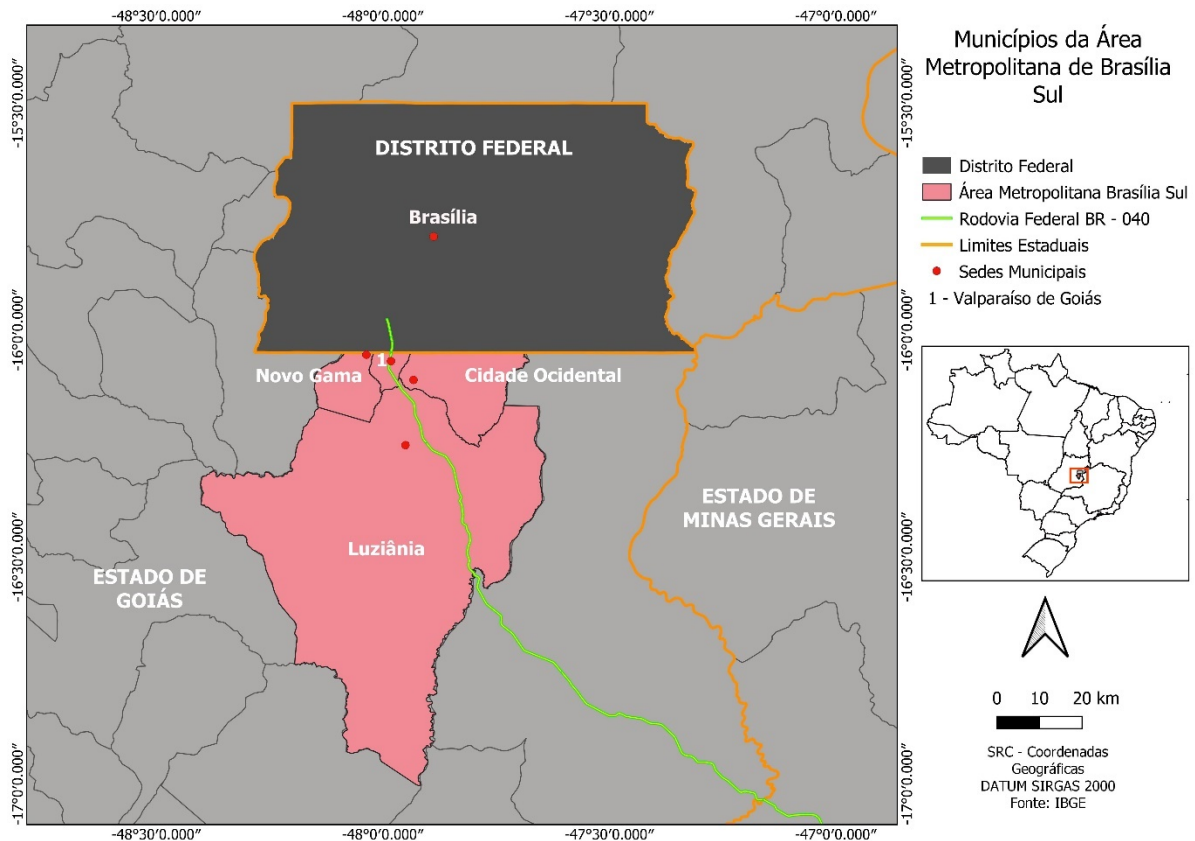 -48°30'0.000"
-48°0'0.000"
-47°30'0.000"
-47°0'0.000"
-15°30'0.000"
-15°30'0.000"
DISTRITO FEDERAL
Brasília
-16°0'0.000"
-16°0'0.000"
1
Novo Gama
Cidade Ocidental
ESTADO DE
MINAS GERAIS
Luziânia
ESTADO DE
GOIÁS
-16°30'0.000"
-16°30'0.000"
-17°0'0.000"
-17°0'0.000"
-48°30'0.000"
-48°0'0.000"
-47°30'0.000"
-47°0'0.000"
Municípios da Área
Metropolitana de Brasília
Sul
Distrito Federal
Área Metropolitana Brasília Sul
Rodovia Federal BR - 040
Limites Estaduais
Sedes Municipais
1 - Valparaíso de Goiás
0 10 20 km
SRC - Coordenadas
Geográficas
DATUM SIRGAS 2000
Fonte: IBGE